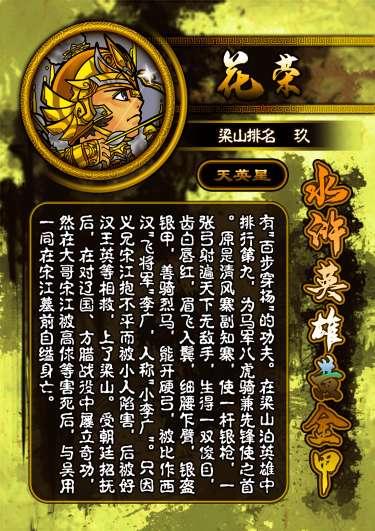 花荣
梁山排名 玖
天英星
水浒英雄黄金甲
有"百步穿杨"的功夫。在梁山泊英雄中
排行第九，为马军八虎骑兼先锋使之首
。原是清风寨副知寨，使一杆银枪，一
张弓射遍天下无敌手，生得一双俊目，
齿白唇红，眉飞入鬓，细腰乍臂，银盔
银甲，善骑烈马，能开硬弓，被比作西
汉"飞将军"李广，人称"小李广"。只因
义兄宋江抱不平而被小人陷害，后被好
汉王英等相救，上了梁山。受朝廷招抚
后，在对辽国、方腊战役中屡立奇功，
然在大哥宋江被高俅等害死后，与吴用
一同在宋江墓前自缢身亡。